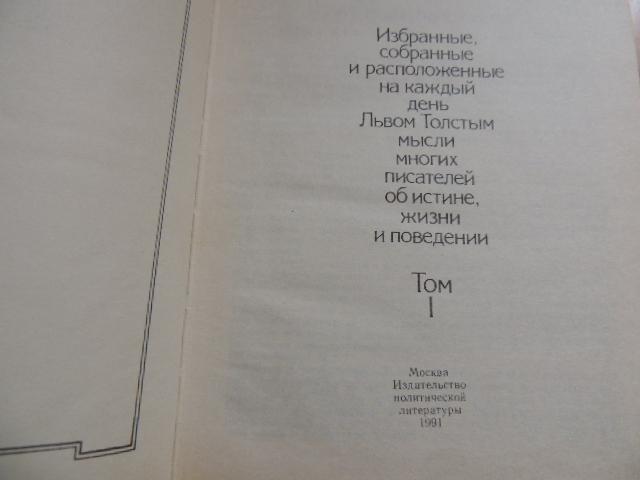 Избранные,
собранные
и расположенные
на каждый
день
Львом Толстым
мысли
многих
писателей
об истине,
жизни
и поведении
Том
I
Москва
Издательство
политической
литературы
1991